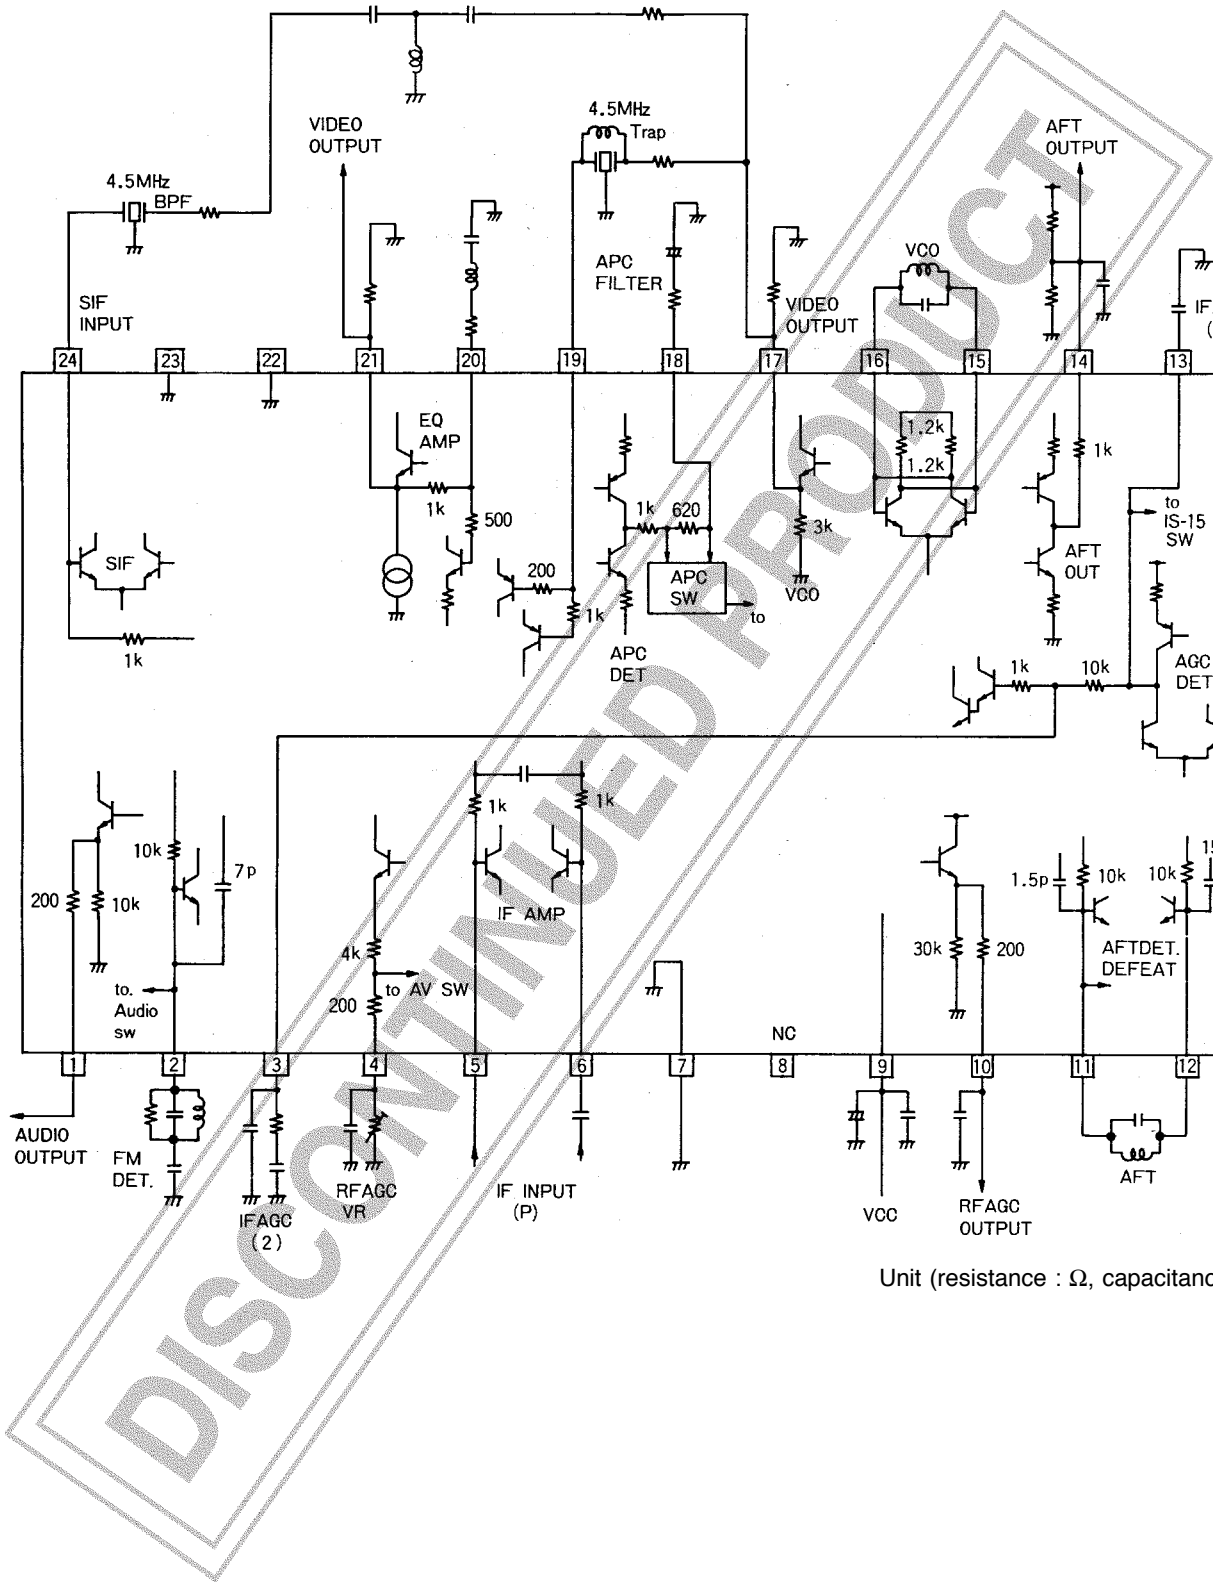 4.5MHz
Trap
VIDEO
OUTPUT
AFT
OUTPUT
4.5MHz
BPF
SIF
INPUT
APC
FILTER
VIDEO
OUTPUT
VCO
IF
(
24
23
22
21
20
19
18
17
16
15
14
13
EQ
AMP
1k
500
SIF
1k
200
1k
1k
620
APC
SW
to
APC
DET
3k
VCO
1.2k
1.2k
1k
AFT
OUT
to
IS-15
SW
1k
10k
AGC
DET
200
10k
10k
7p
to.
Audio
sw
4k
to AV SW
200
1k
1k
IF AMP
NC
30k
200
1.5p
10k
10k
15
AFTDET.
DEFEAT
1
2
3
4
5
6
7
8
9
10
11
12
AUDIO
OUTPUT
FM
DET.
IFAGC
(2)
RFAGC
VR
IF INPUT
(P)
VCC
RFAGC
OUTPUT
AFT
Unit (resistance : Ω, capacitanc
DISCONTINUED PRODUCT